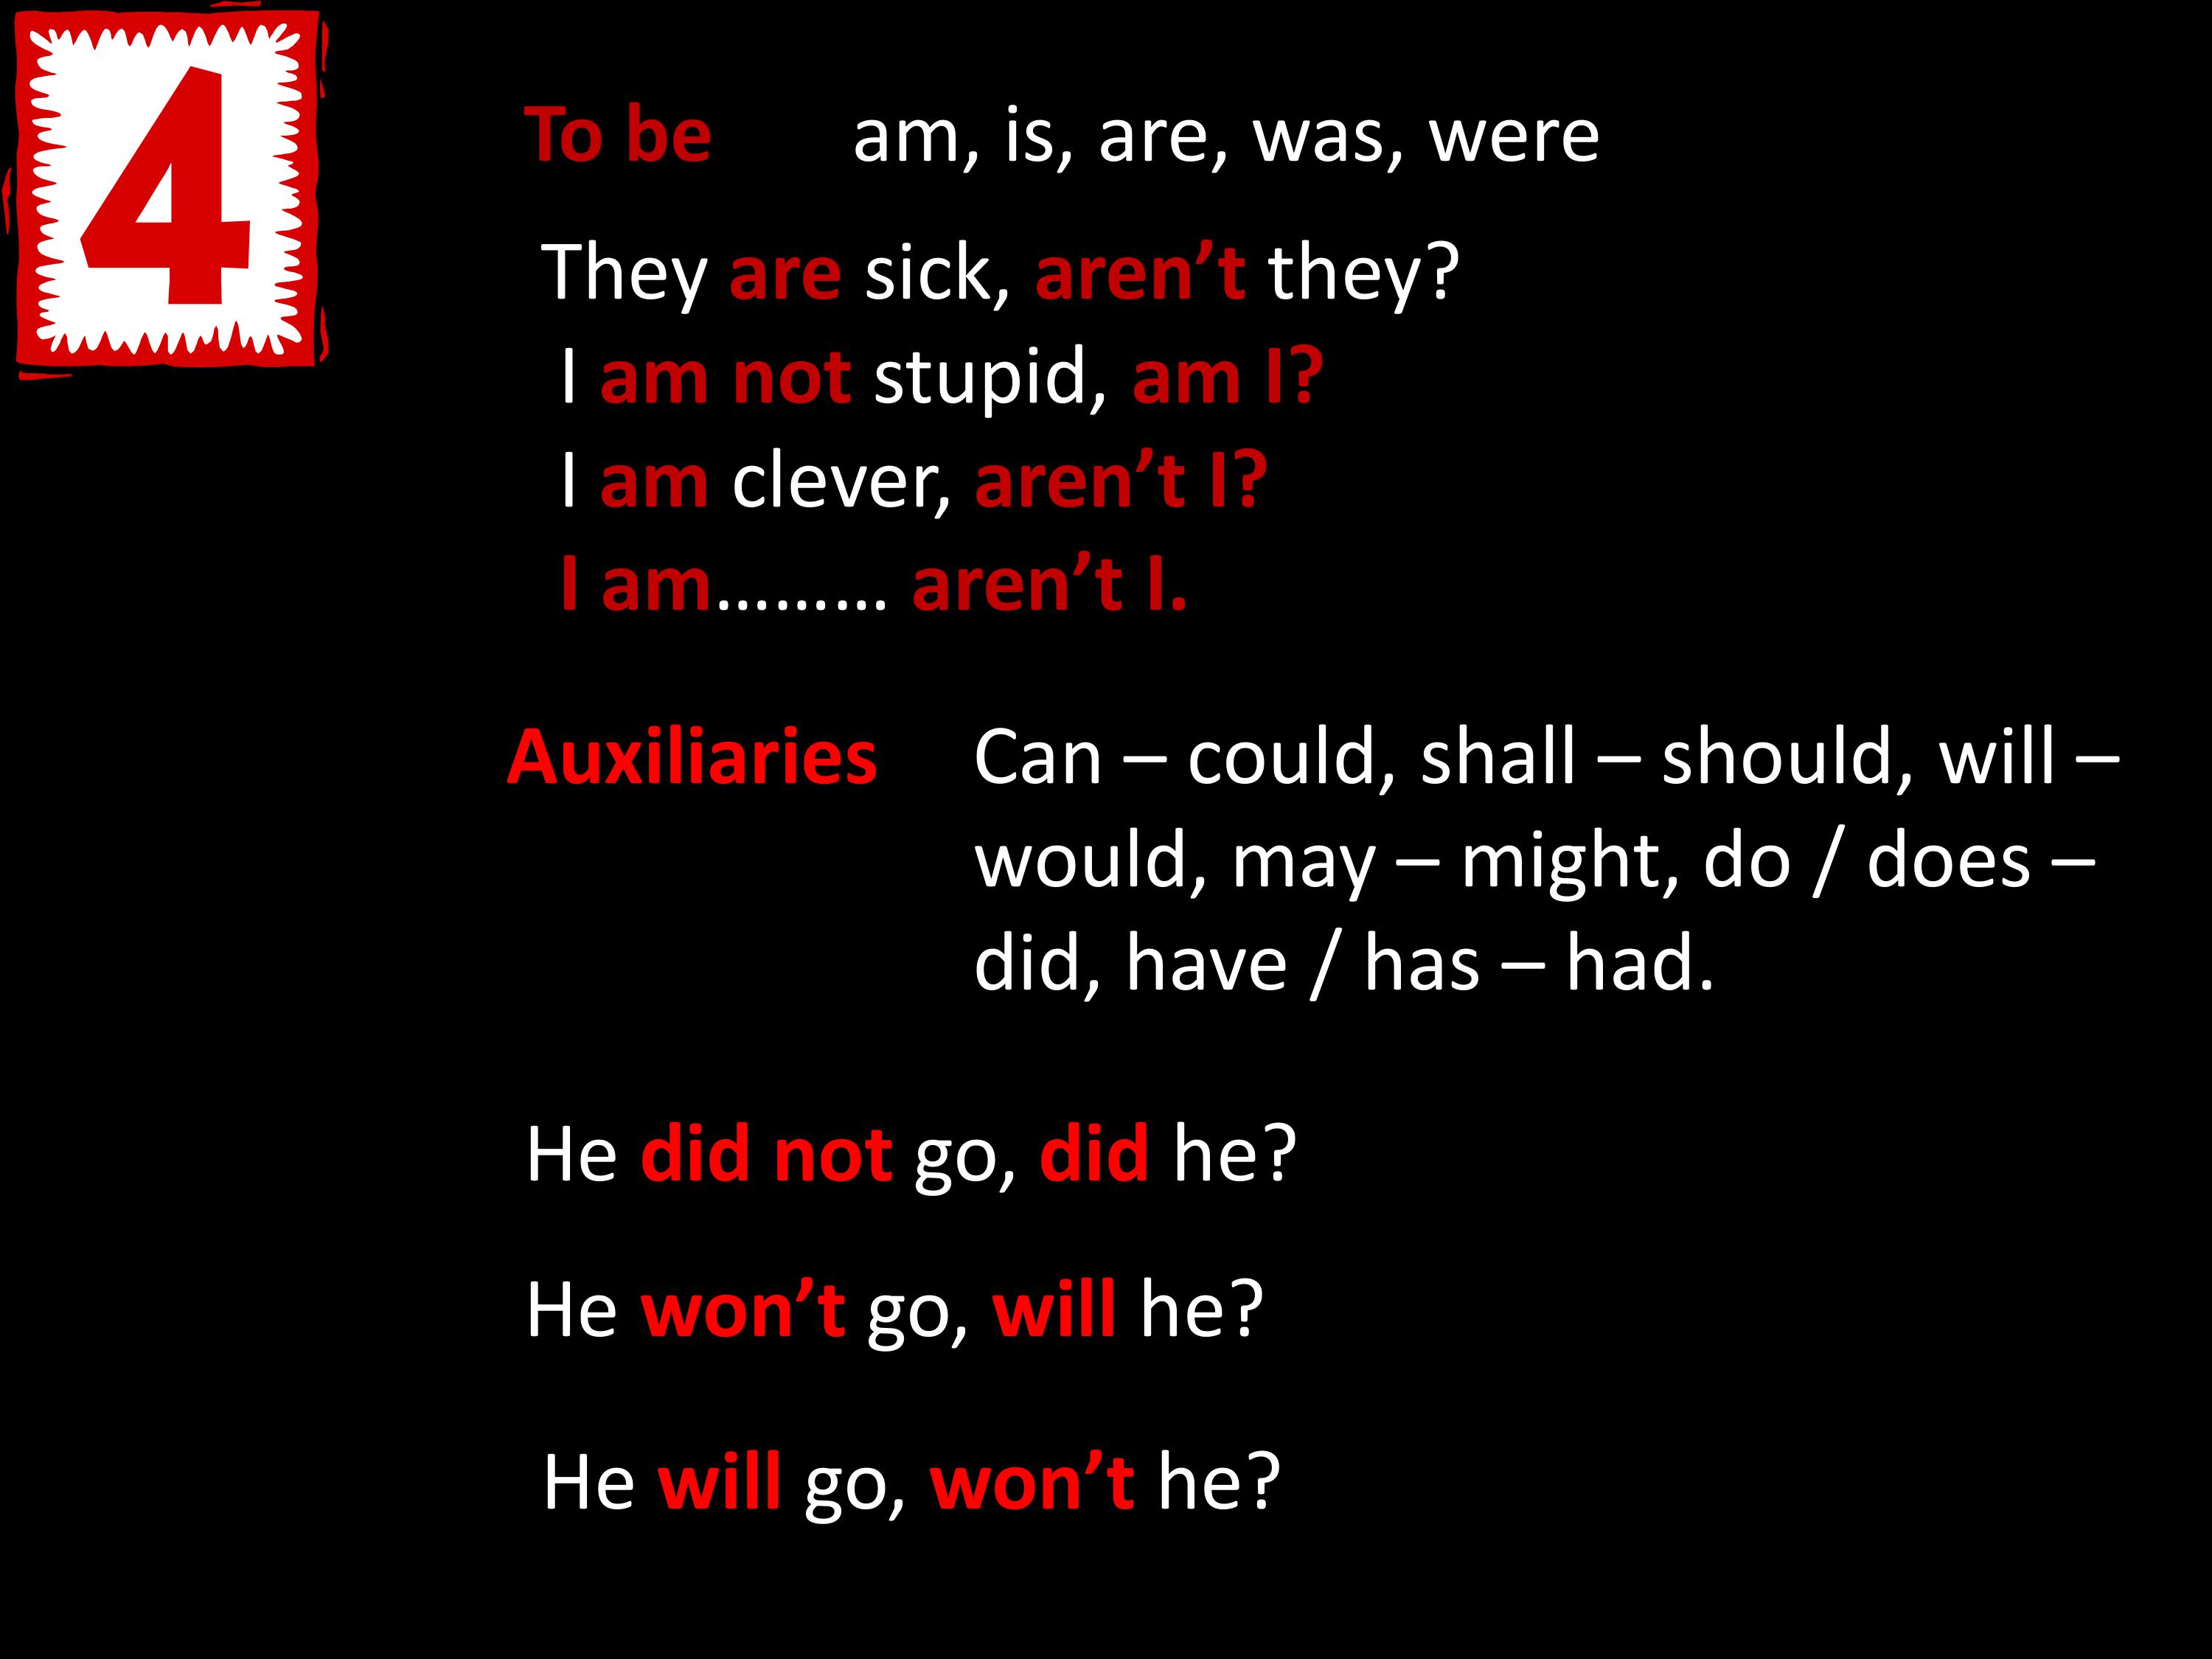 4
To be am, is, are, was, were
They are sick, aren’t they?
I am not stupid, am I?
I am clever, aren’t I?
I am……… aren’t I.
Auxiliaries Can – could, shall – should, will –
would, may – might, do / does –
did, have / has – had.
He did not go, did he?
He won’t go, will he?
He will go, won’t he?